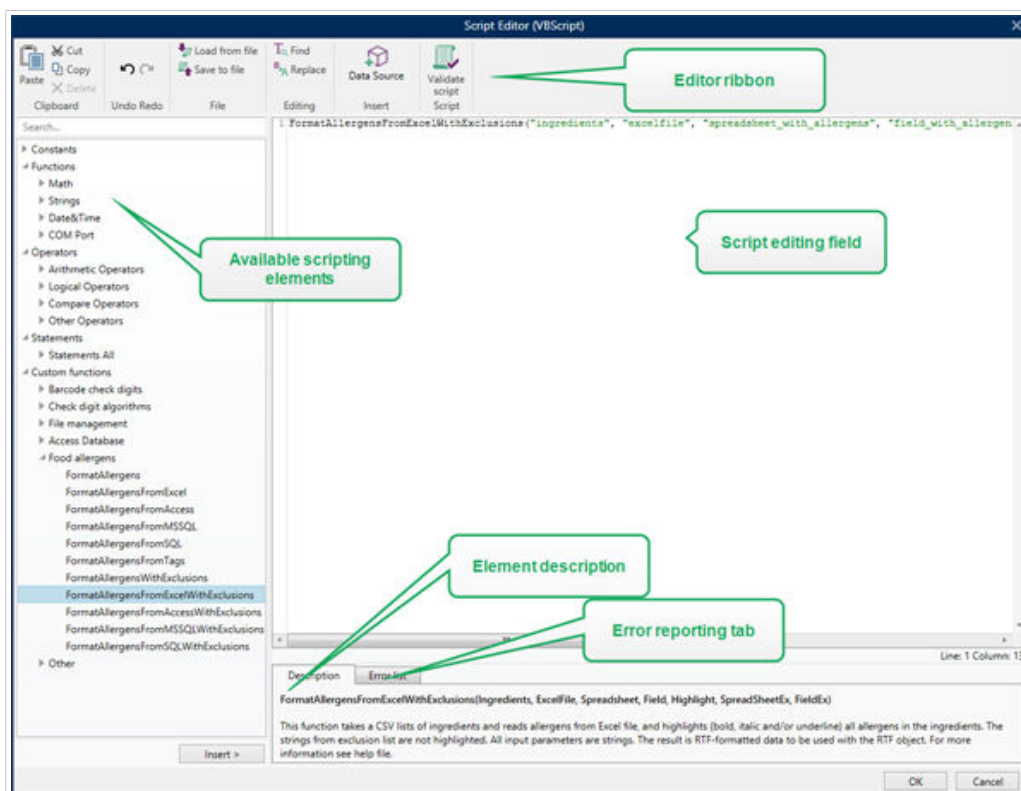 Script Editor (VBScript)
Paste
Cut
Copy
Delete
Clipboard
Undo Redo
Load from file
Save to file
File
Find
Replace
Editing
Data Source
Insert
Validate
script
Script
Editor ribbon
Search...
Constants
Functions
Math
Strings
Date&Time
COM Port
Operators
Arithmetic Operators
Logical Operators
Compare Operators
Other Operators
Statements
Statements All
Custom functions
Barcode check digits
Check digit algorithms
File management
Access Database
Food allergens
FormatAllergens
FormatAllergensFromExcel
FormatAllergensFromAccess
FormatAllergensFromMSSQL
FormatAllergensFromSQL
FormatAllergensFromTags
FormatAllergensWithExclusions
FormatAllergensFromExcelWithExclusions
FormatAllergensFromAccessWithExclusions
FormatAllergensFromMSSQLWithExclusions
FormatAllergensFromSQLWithExclusions
Other
Insert >
Available scripting
elements
1 FormatAllergensFromExcelWithExclusions("ingredients", "excelfile", "spreadsheet_with_allergens", "field_with_allergen
Script editing field
Element description
Error reporting tab
Line: 1 Column: 13
Description
Error list
FormatAllergensFromExcelWithExclusions(Ingredients, ExcelFile, Spreadsheet, Field, Highlight, SpreadSheetEx, FieldEx)
This function takes a CSV lists of ingredients and reads allergens from Excel file, and highlights (bold, italic and/or underline) all allergens in the ingredients. The
strings from exclusion list are not highlighted. All input parameters are strings. The result is RTF-formatted data to be used with the RTF object. For more
information see help file.
OK
Cancel